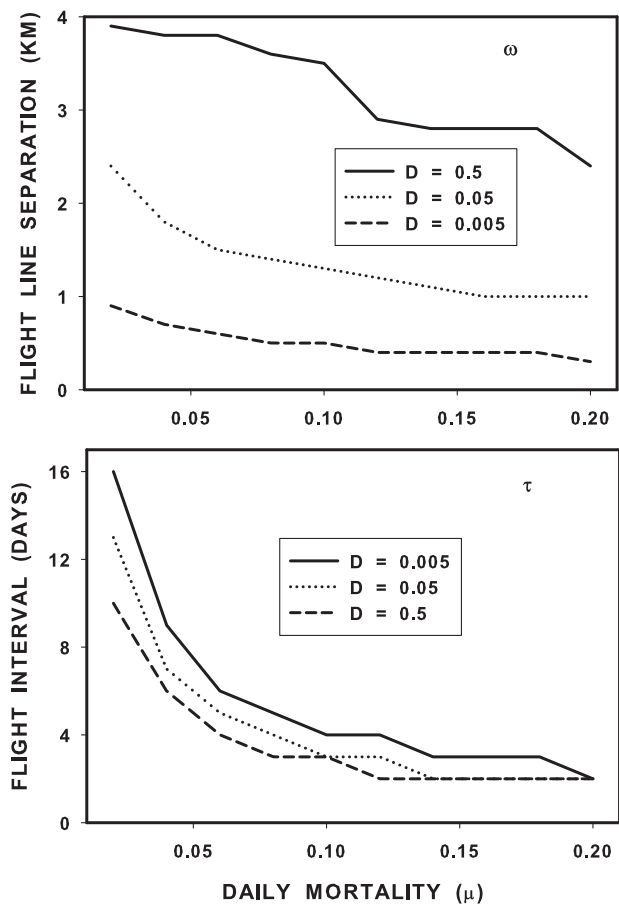 FLIGHT LINE SEPARATION (KM)
4
3
2
1
0
ω
D = 0.5
D = 0.05
D = 0.005
0.05 0.10 0.15 0.20
FLIGHT INTERVAL (DAYS)
16
12
8
4
0
τ
D = 0.005
D = 0.05
D = 0.5
0.05 0.10 0.15 0.20
DAILY MORTALITY (μ)